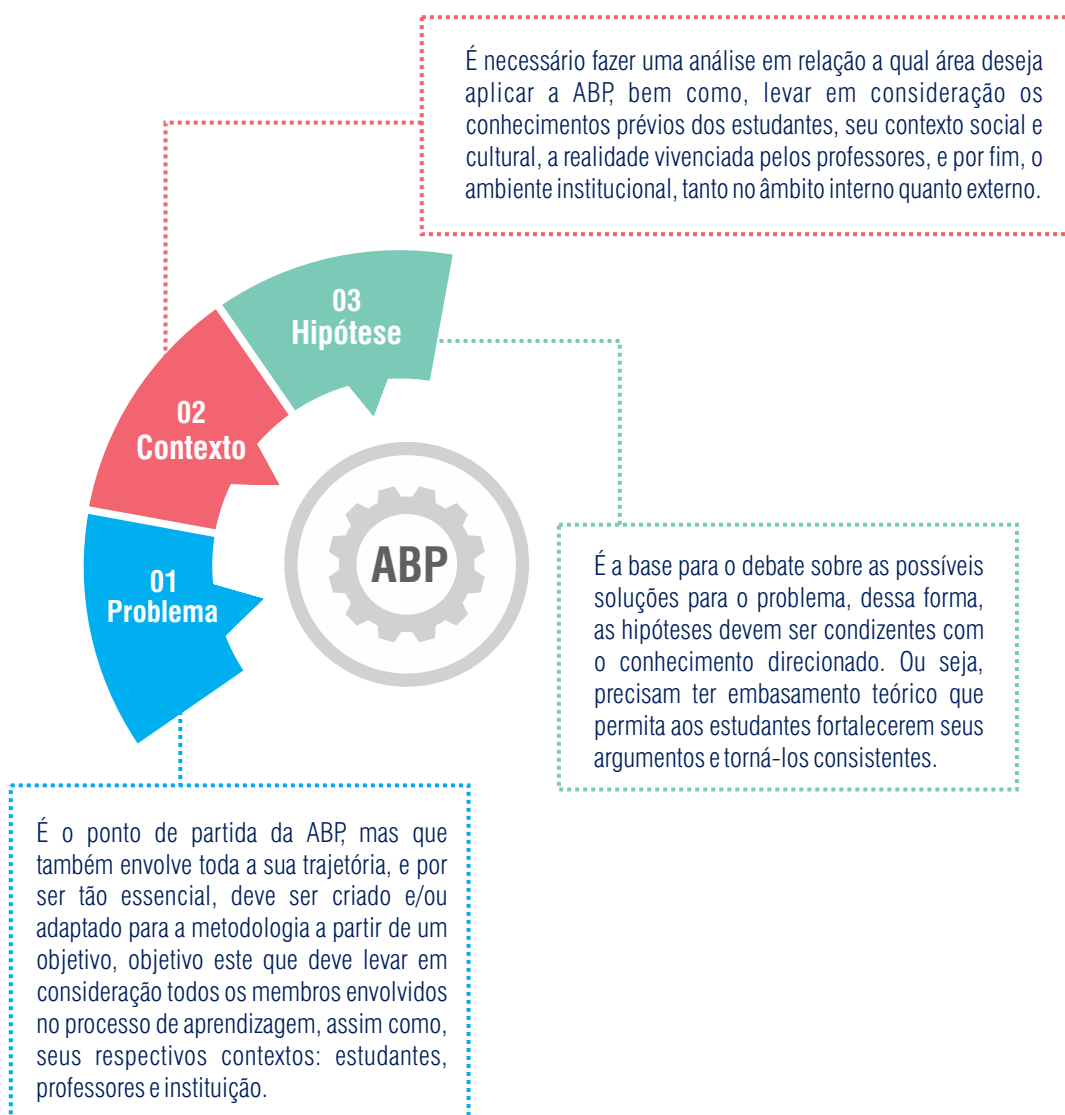 É necessário fazer uma análise em relação a qual área deseja
aplicar a ABP, bem como, levar em consideração os
conhecimentos prévios dos estudantes, seu contexto social e
cultural, a realidade vivenciada pelos professores, e por fim, o
ambiente institucional, tanto no âmbito interno quanto externo.
03
Hipótese
02
Contexto
01
Problema
ABP
É a base para o debate sobre as possíveis
soluções para o problema, dessa forma,
as hipóteses devem ser condizentes com
o conhecimento direcionado. Ou seja,
precisam ter embasamento teórico que
permita aos estudantes fortalecerem seus
argumentos e torná-los consistentes.
É o ponto de partida da ABP, mas que
também envolve toda a sua trajetória, e por
ser tão essencial, deve ser criado e/ou
adaptado para a metodologia a partir de um
objetivo, objetivo este que deve levar em
consideração todos os membros envolvidos
no processo de aprendizagem, assim como,
seus respectivos contextos: estudantes,
professores e instituição.